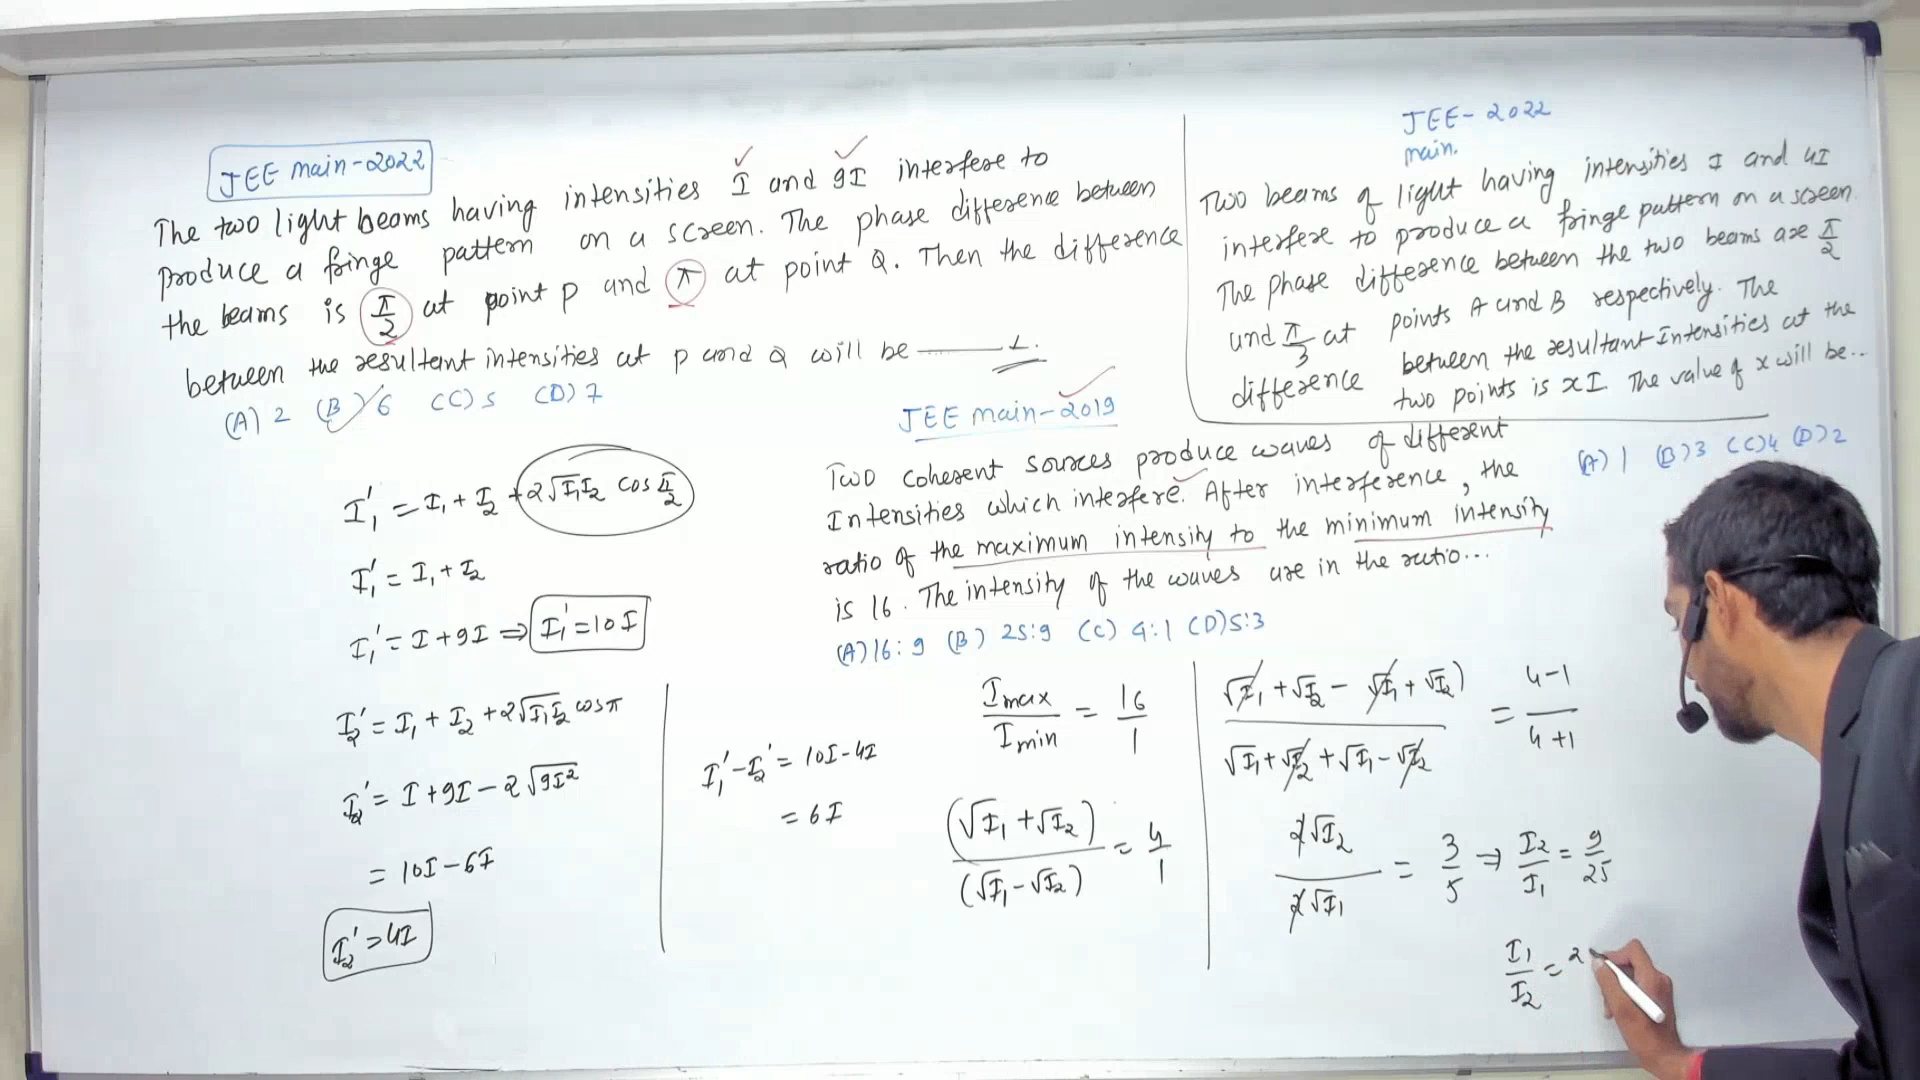 JEE main-2022
The two light beams having intensities I and 9I interfere to
produce a fringe pattern on a screen. The phase difference between
the beams is π/2 at point P and π at point Q. Then the difference
between the resultant intensities at P and Q will be ——— I.
(A) 2 (B) 6 (C) 5 (D) 7
I₁' = I₁ + I₂ + 2√I₁I₂ cos π/2
I₁' = I₁ + I₂
I₁' = I + 9I ⇒ I₁' = 10I
I₂' = I₁ + I₂ + 2√I₁I₂ cosπ
I₂' = I + 9I - 2√9I²
= 10I - 6I
I₂' = 4I
I₁' - I₂' = 10I - 4I
= 6I
JEE-2022
main.
Two beams of light having intensities I and 4I
interfere to produce a fringe pattern on a screen.
The phase difference between the two beams are π/2
and π/3 at points A and B respectively. The
difference between the resultant Intensities at the
two points is xI. The value of x will be..
(A) 1 (B) 3 (C) 4 (D) 2
JEE main-2019
Two coherent sources produce waves of different
Intensities which interfere. After interference, the
ratio of the maximum intensity to the minimum intensity
is 16. The intensity of the waves are in the ratio...
(A) 16:9 (B) 25:9 (C) 4:1 (D) 5:3
Imax/Imin = 16/1
(√I₁ + √I₂)/(√I₁ - √I₂) = 4/1
(√I₁ + √I₂ - √I₁ + √I₂)/(√I₁ + √I₂ + √I₁ - √I₂) = (4-1)/(4+1)
2√I₂/2√I₁ = 3/5 ⇒ I₂/I₁ = 9/25
I₁/I₂ = 2